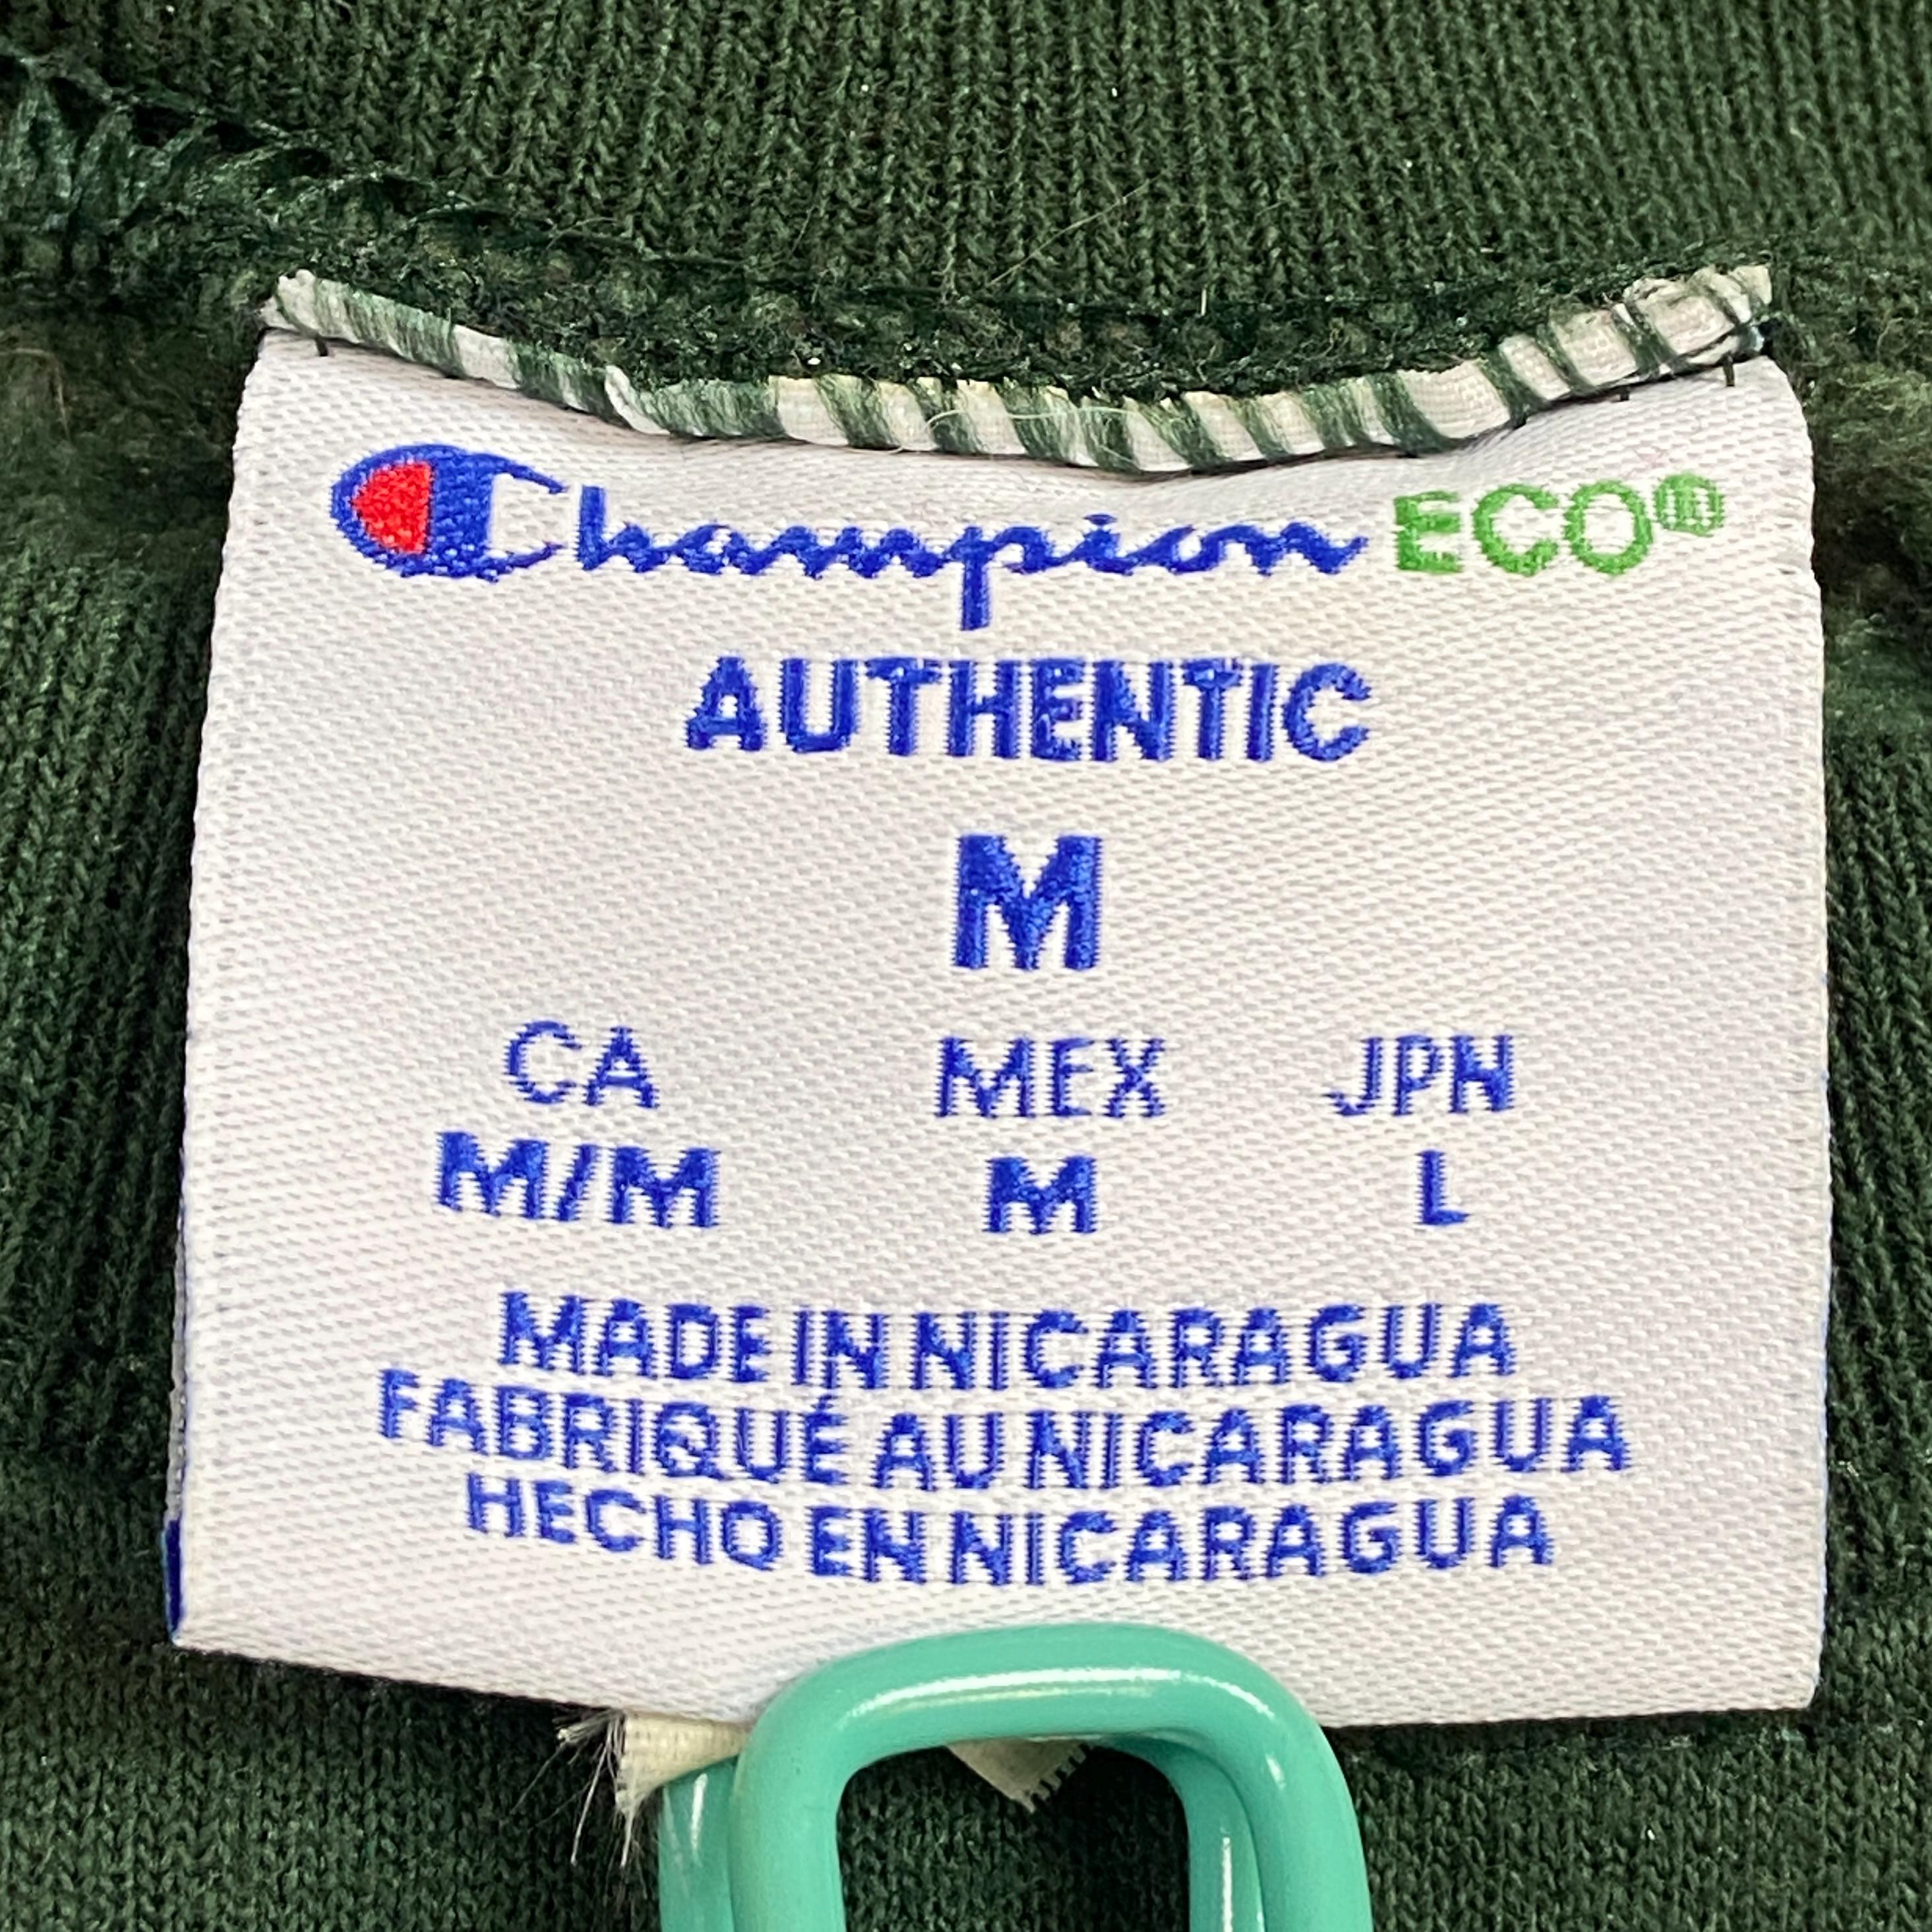 Champion ECO®
AUTHENTIC
M
CA MEX JPN
M/M M L
MADE IN NICARAGUA
FABRIQUÉ AU NICARAGUA
HECHO EN NICARAGUA